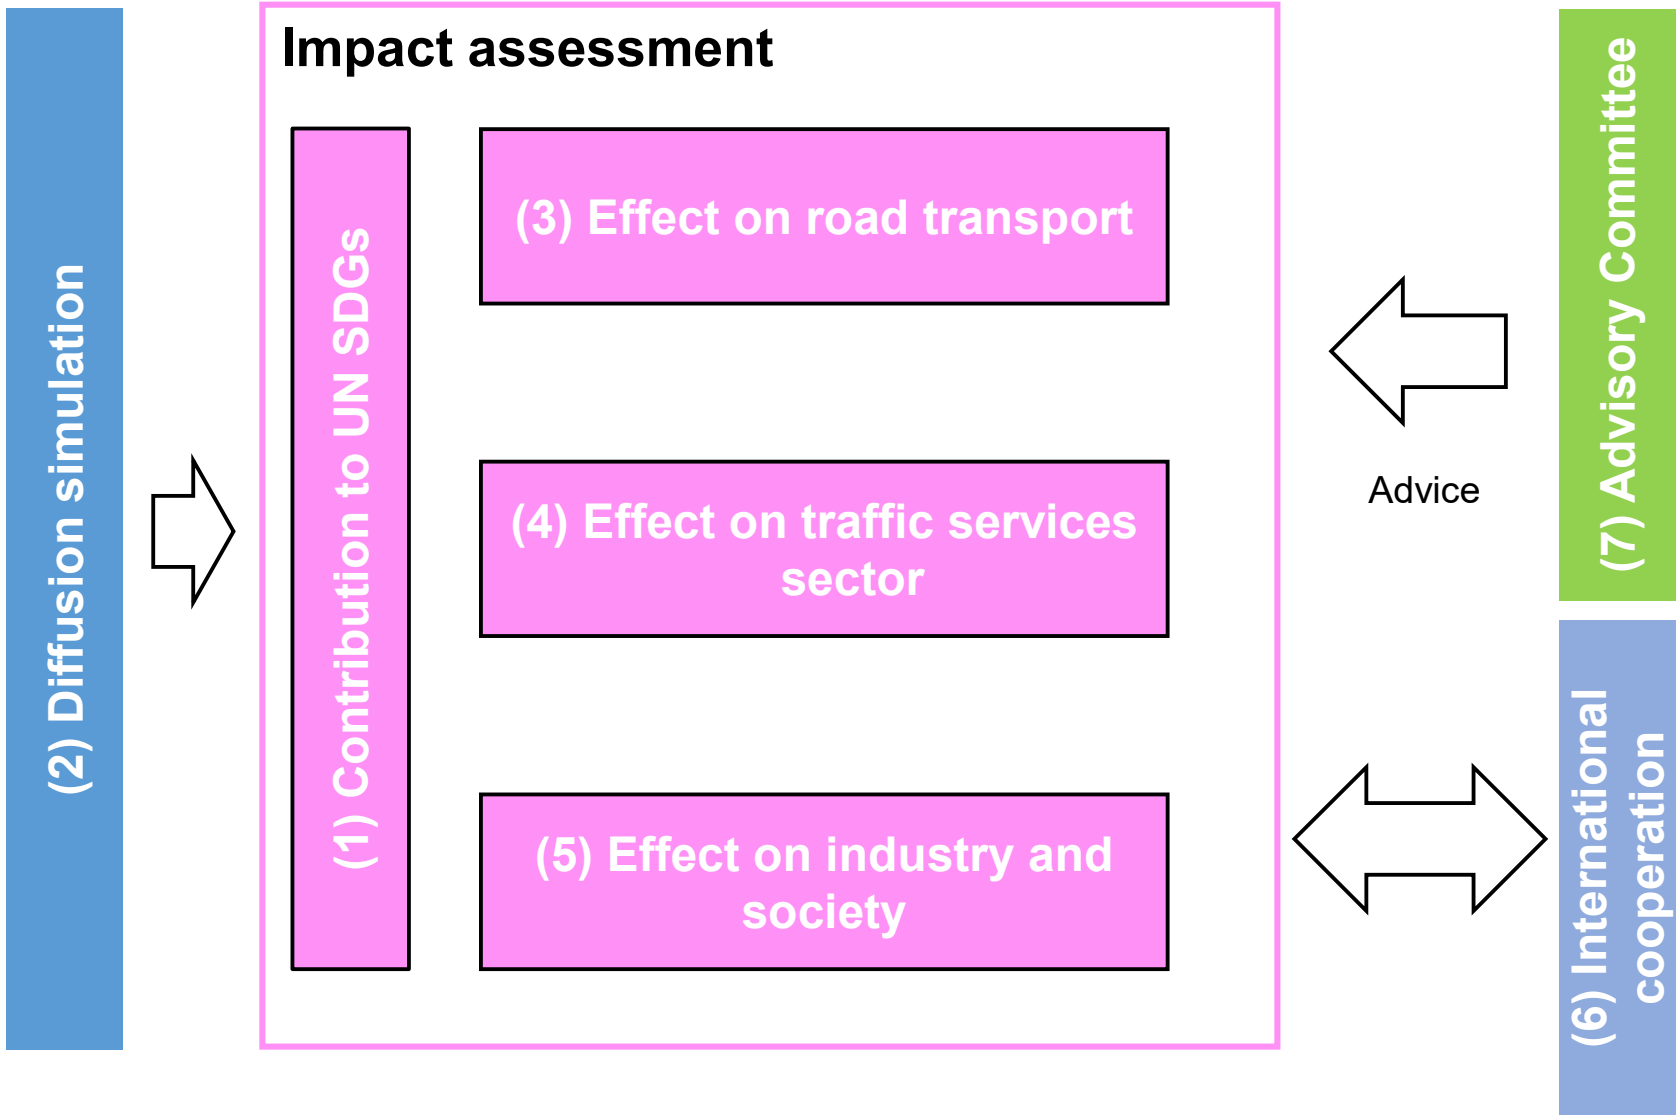 Impact assessment
(2) Diffusion simulation
(1) Contribution to UN SDGs
(3) Effect on road transport
(4) Effect on traffic services
sector
(5) Effect on industry and
society
Advice
(7) Advisory Committee
(6) International
cooperation